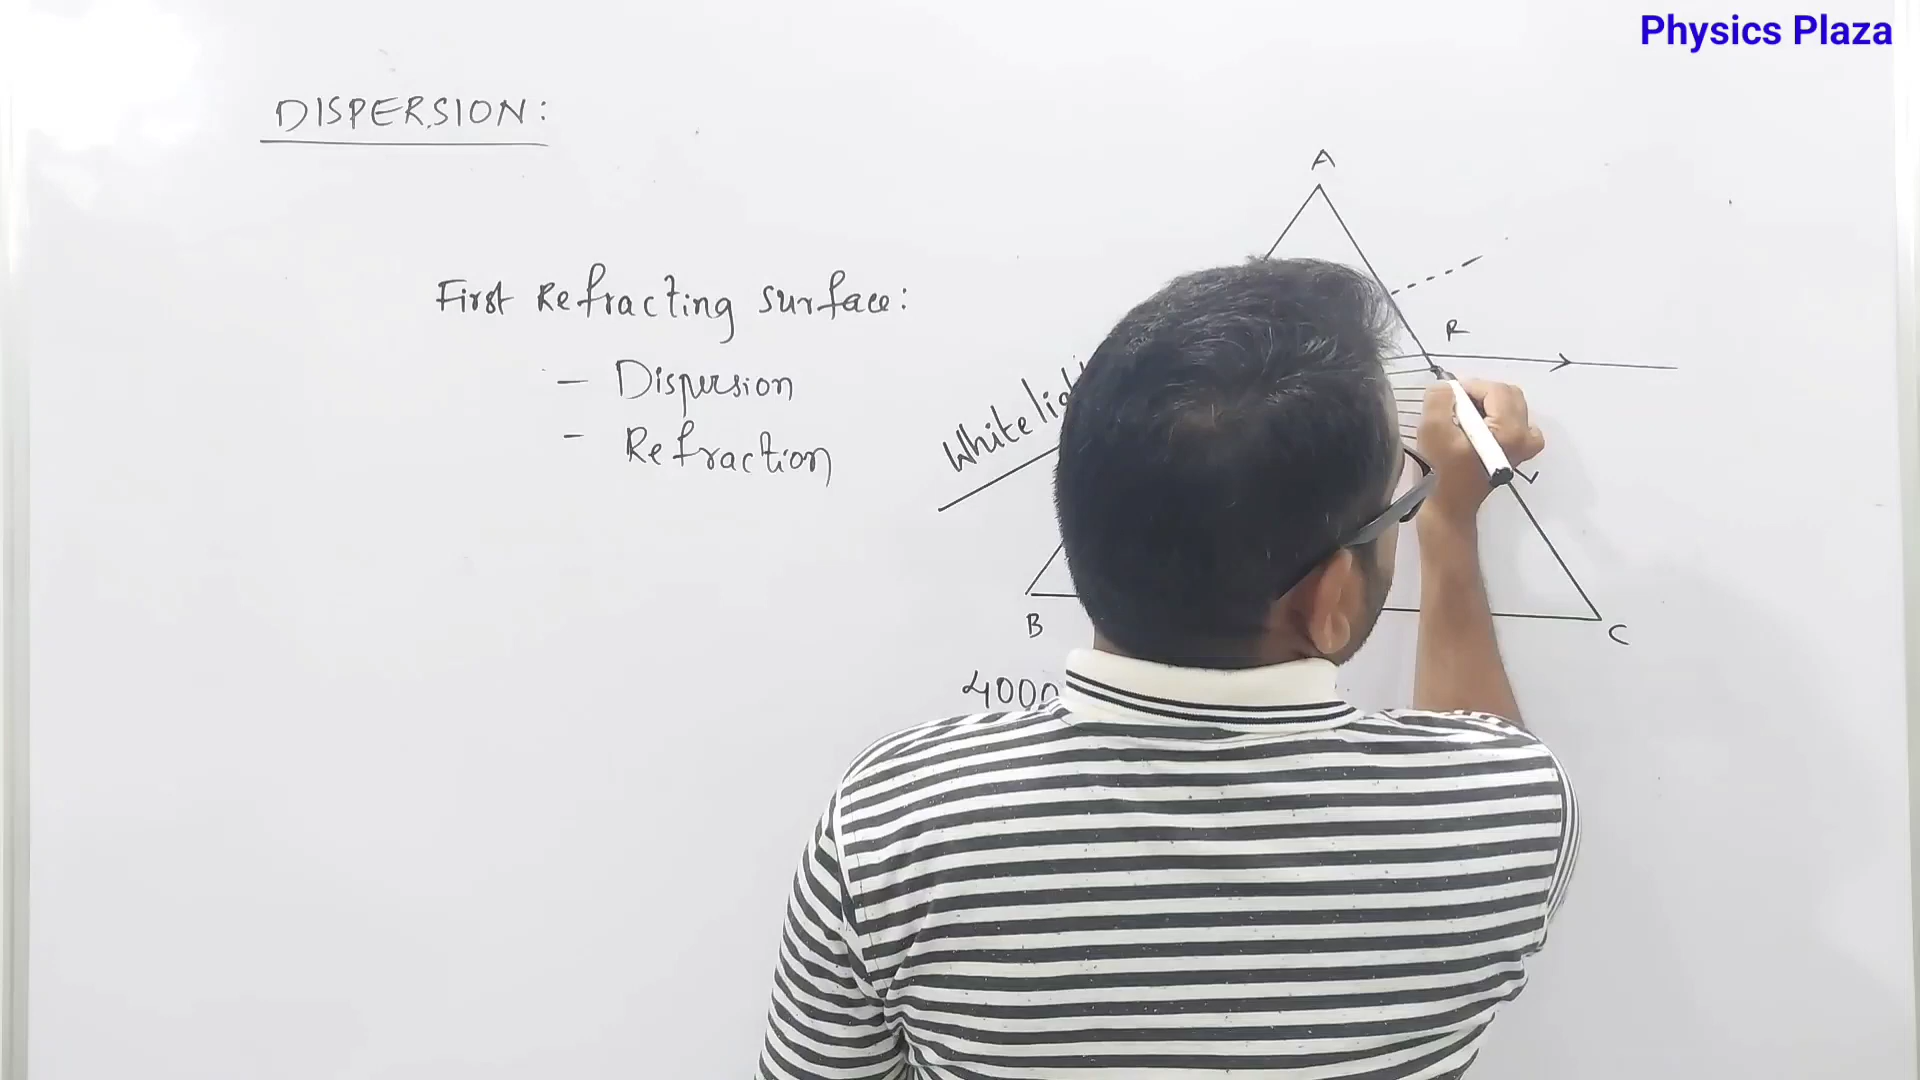 Physics Plaza
DISPERSION:
A
First Refracting surface:
R
- Dispersion
White ligh
- Refraction
V
B
C
4000